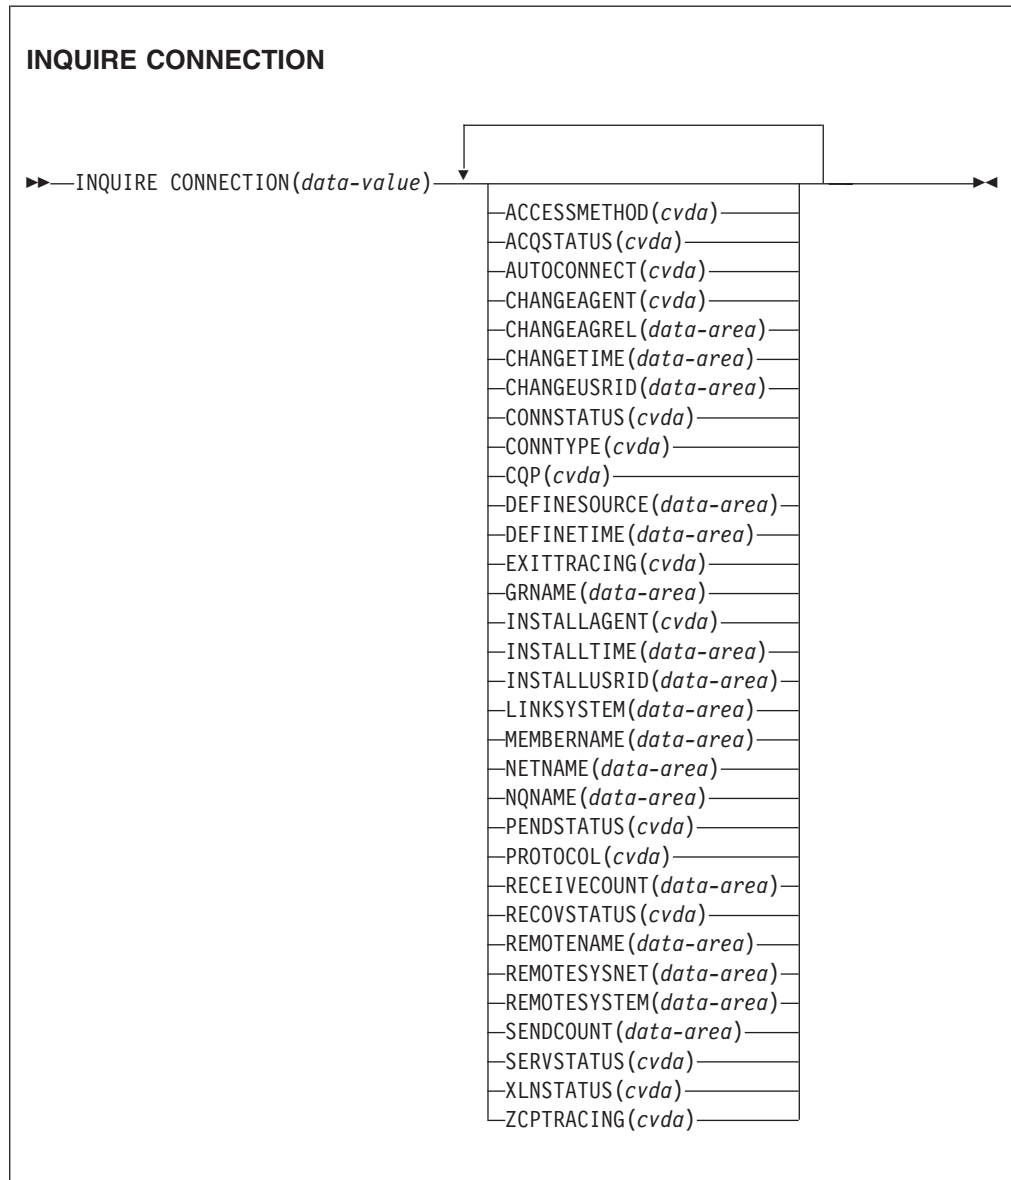 INQUIRE CONNECTION
INQUIRE CONNECTION(data-value)
ACCESSMETHOD(cvda)
ACQSTATUS(cvda)
AUTOCONNECT(cvda)
CHANGEAGENT(cvda)
CHANGEAGREL(data-area)
CHANGETIME(data-area)
CHANGEUSRID(data-area)
CONNSTATUS(cvda)
CONNTYPE(cvda)
CQP(cvda)
DEFINESOURCE(data-area)
DEFINETIME(data-area)
EXITTRACING(cvda)
GRNAME(data-area)
INSTALLAGENT(cvda)
INSTALLTIME(data-area)
INSTALLUSRID(data-area)
LINKSYSTEM(data-area)
MEMBERNAME(data-area)
NETNAME(data-area)
NQNAME(data-area)
PENDSTATUS(cvda)
PROTOCOL(cvda)
RECEIVECOUNT(data-area)
RECOVSTATUS(cvda)
REMOTENAME(data-area)
REMOTESYSNET(data-area)
REMOTESYSTEM(data-area)
SENDCOUNT(data-area)
SERVSTATUS(cvda)
XLNSTATUS(cvda)
ZCPTRACING(cvda)